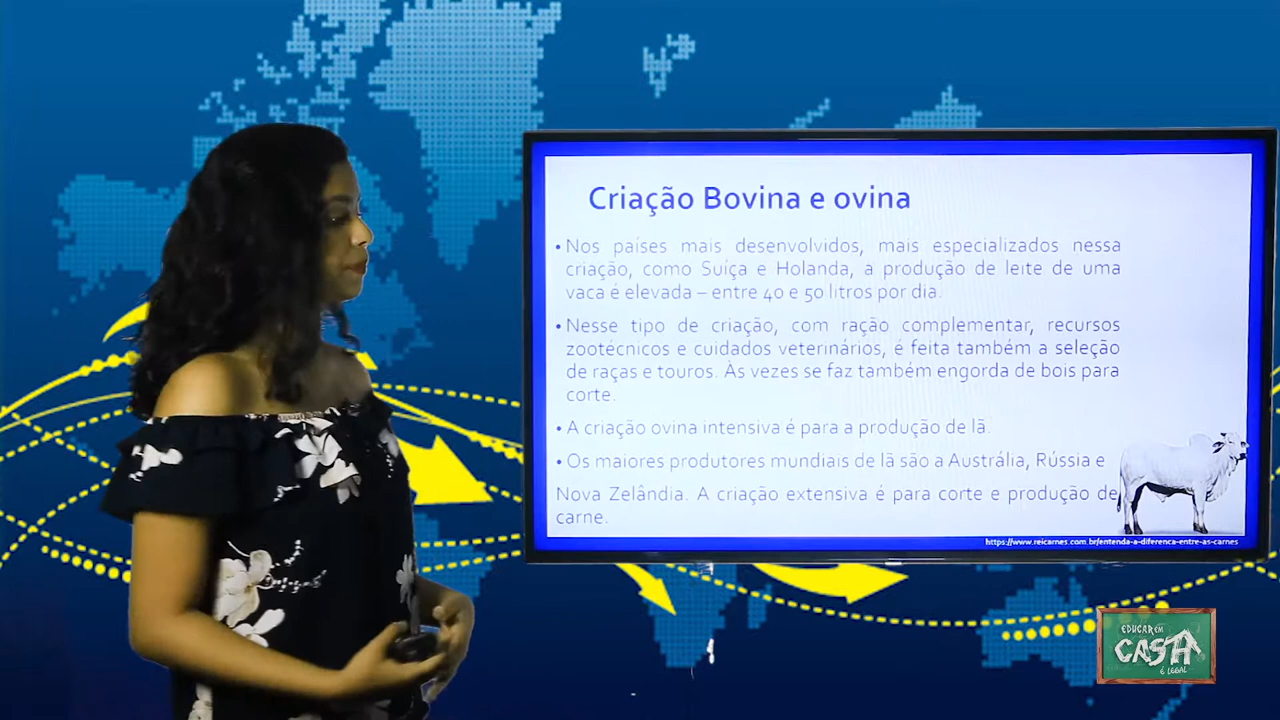 Criação Bovina e ovina
• Nos países mais desenvolvidos, mais especializados nessa
criação, como Suíça e Holanda, a produção de leite de uma
vaca é elevada – entre 40 e 50 litros por dia.
• Nesse tipo de criação, com ração complementar, recursos
zootécnicos e cuidados veterinários, é feita também a seleção
de raças e touros. Às vezes se faz também engorda de bois para
corte.
• A criação ovina intensiva é para a produção de lã.
• Os maiores produtores mundiais de lã são a Austrália, Rússia e
Nova Zelândia. A criação extensiva é para corte e produção de
carne.
https://www.reicarnes.com.br/entenda-a-diferenca-entre-as-carnes
EDUCAR EM
CASA
É LEGAL